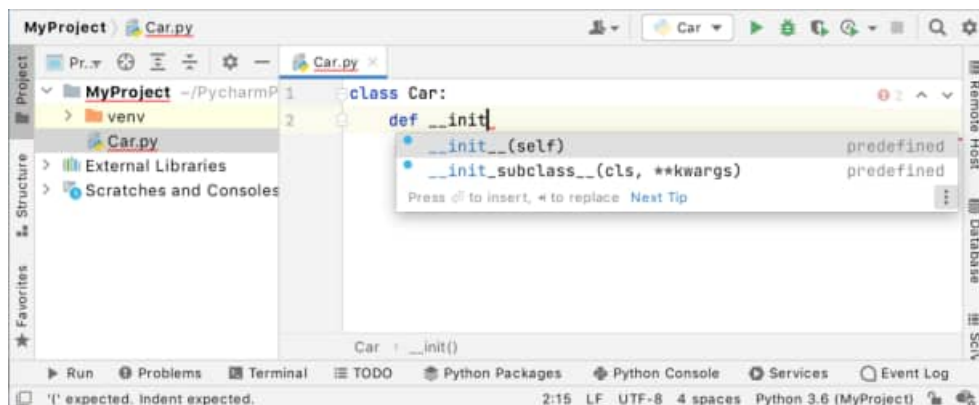 MyProject Car.py Car
Project Pr... Car.py
MyProject ~/PycharmP 1 class Car:
venv 2 def __init
Car.py __init__(self) predefined
External Libraries __init_subclass__(cls, **kwargs) predefined
Scratches and Consoles Press ⏎ to insert, ⇥ to replace Next Tip
Structure
Favorites
Remote Host
Database
Car › __init()
Run Problems Terminal TODO Python Packages Python Console Services Event Log
'(' expected. Indent expected. 2:15 LF UTF-8 4 spaces Python 3.6 (MyProject)